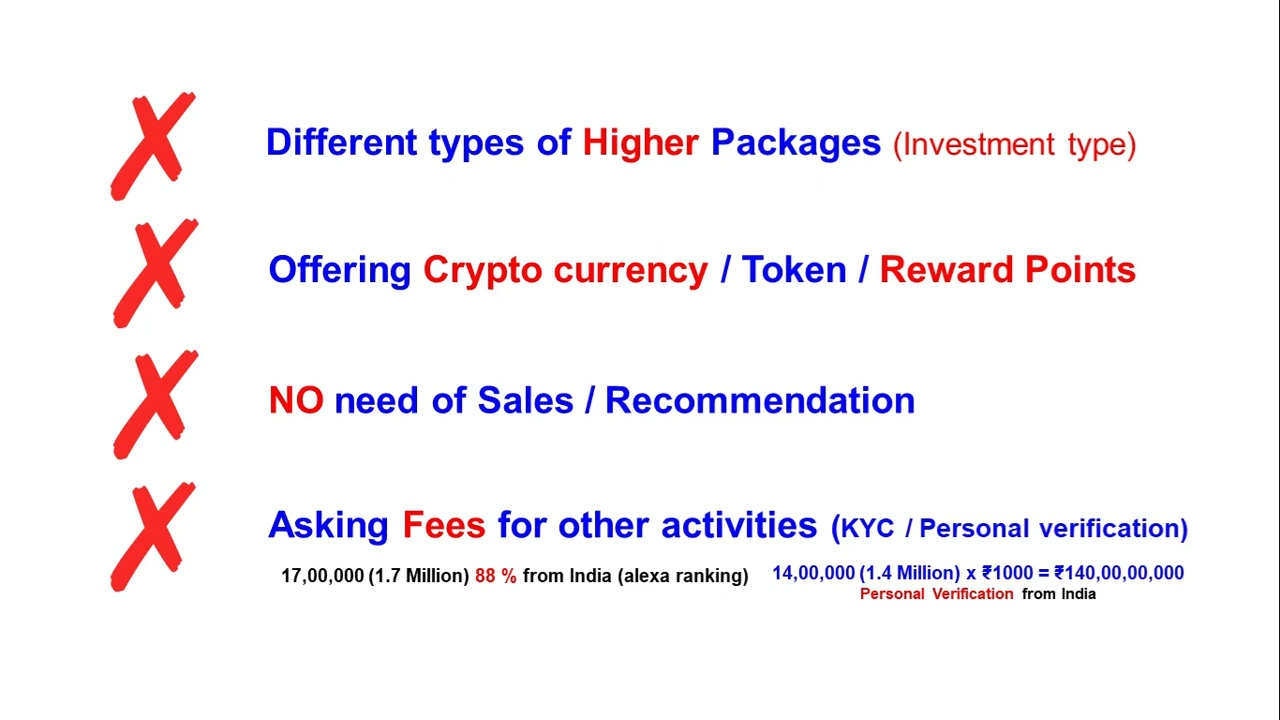 Different types of Higher Packages (Investment type)
Offering Crypto currency / Token / Reward Points
NO need of Sales / Recommendation
Asking Fees for other activities (KYC / Personal verification)
17,00,000 (1.7 Million) 88 % from India (alexa ranking)
14,00,000 (1.4 Million) x ₹1000 = ₹140,00,00,000
Personal Verification from India